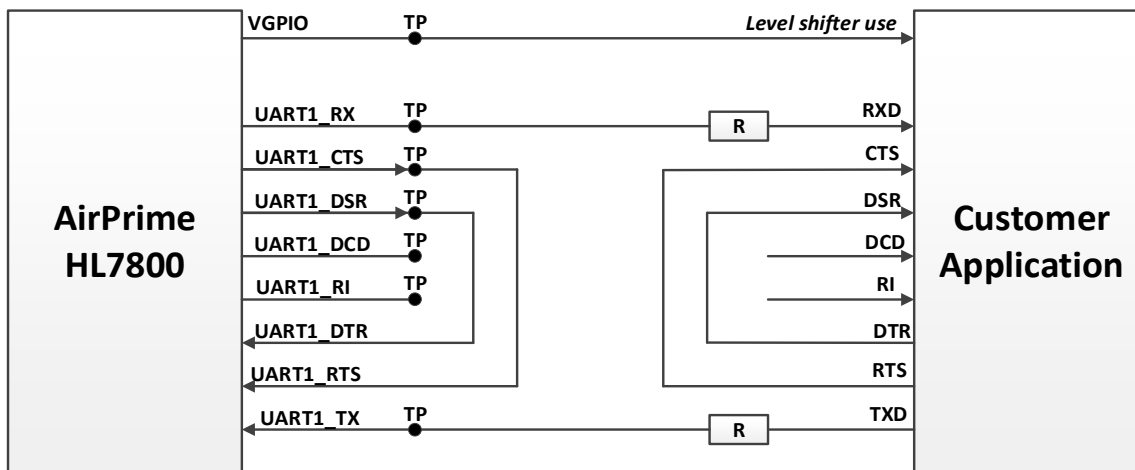 VGPIO TP Level shifter use
UART1_RX TP R RXD
UART1_CTS TP CTS
UART1_DSR TP DSR
AirPrime
HL7800
Customer
Application
UART1_DCD TP DCD
UART1_RI TP RI
UART1_DTR DTR
UART1_RTS RTS
UART1_TX TP R TXD